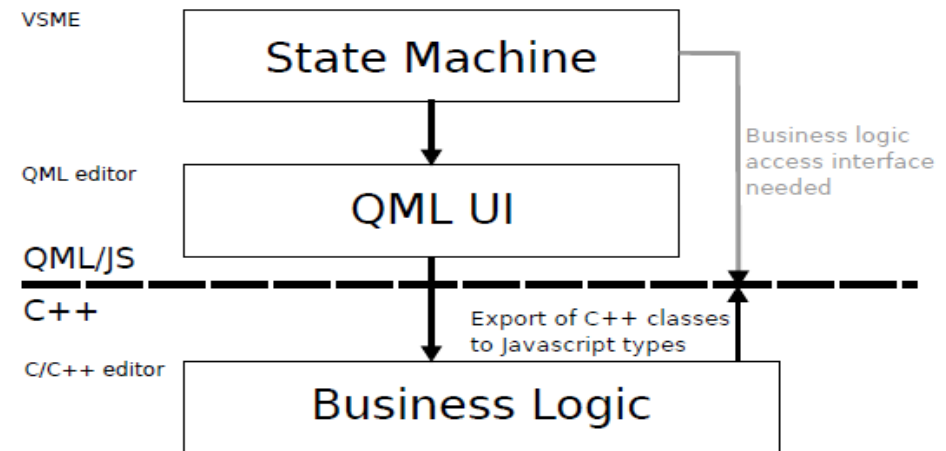 VSME
State Machine
Business logic
access interface
needed
QML editor
QML UI
QML/JS
C++
Export of C++ classes
to Javascript types
C/C++ editor
Business Logic